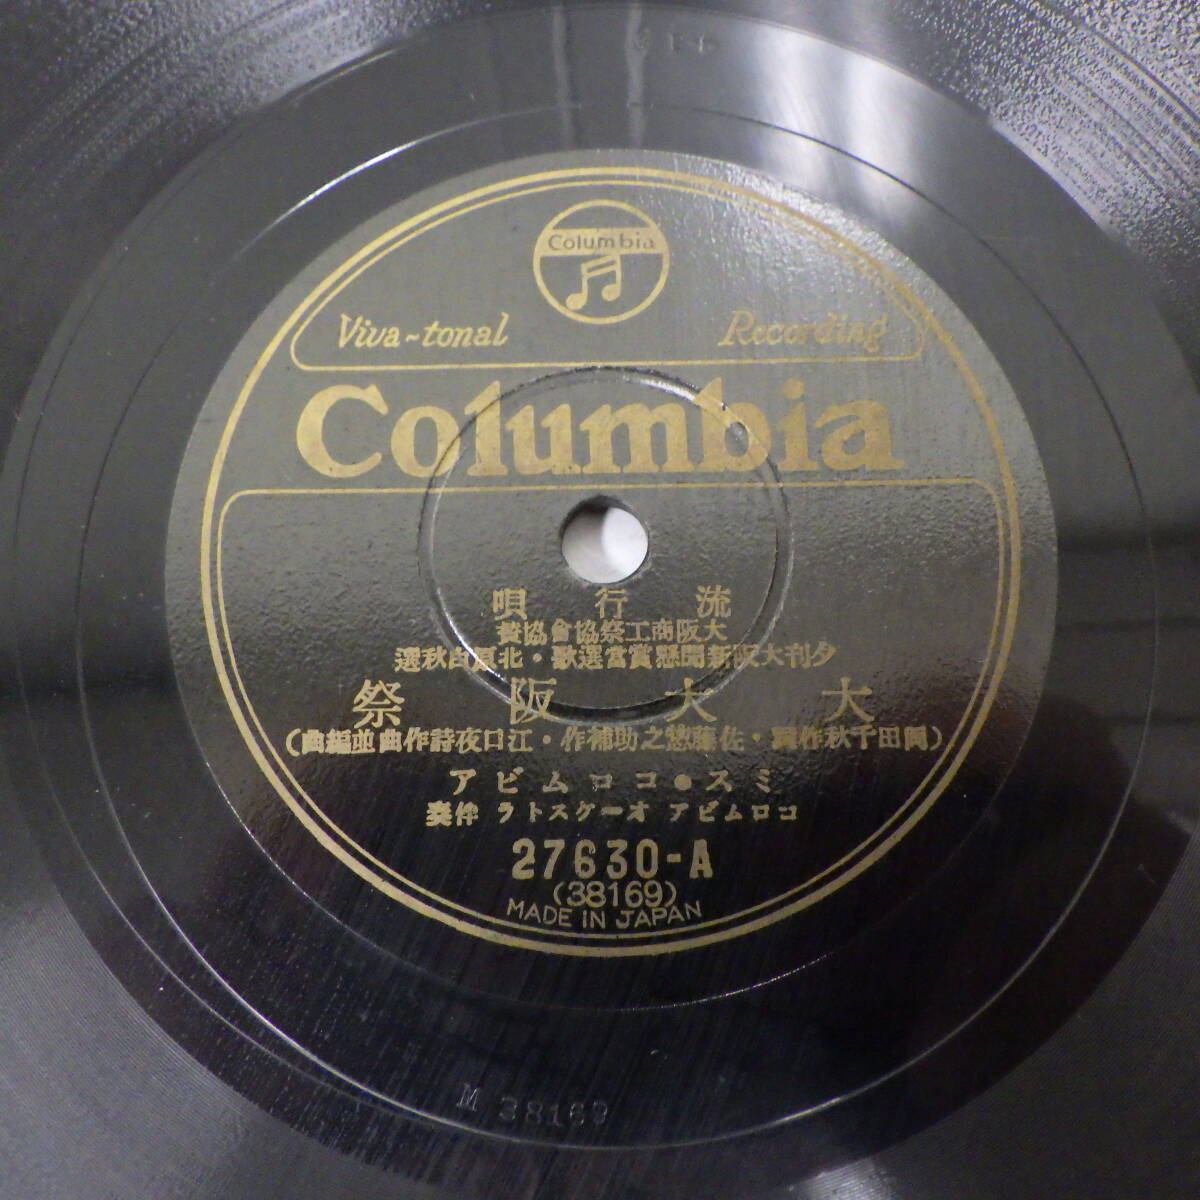 Columbia
Viva-tonal Recording
Columbia
流行唄
大阪商工祭協會協賛
夕刊大阪新聞懸賞當選歌・北原白秋選
大大阪祭
(岡田千秋作詞・佐藤惣之助補作・江口夜詩作曲並編曲)
ミス・コロムビア
コロムビア オーケストラ 伴奏
27630-A
(38169)
MADE IN JAPAN
M 38169